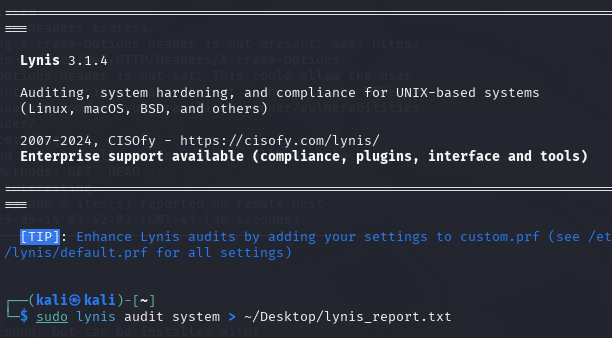 ================================================================================
Lynis 3.1.4
Auditing, system hardening, and compliance for UNIX-based systems
(Linux, macOS, BSD, and others)
2007-2024, CISOfy - https://cisofy.com/lynis/
Enterprise support available (compliance, plugins, interface and tools)
================================================================================
[TIP]: Enhance Lynis audits by adding your settings to custom.prf (see /et
/lynis/default.prf for all settings)
┌──(kali㉿kali)-[~]
└─$ sudo lynis audit system > ~/Desktop/lynis_report.txt